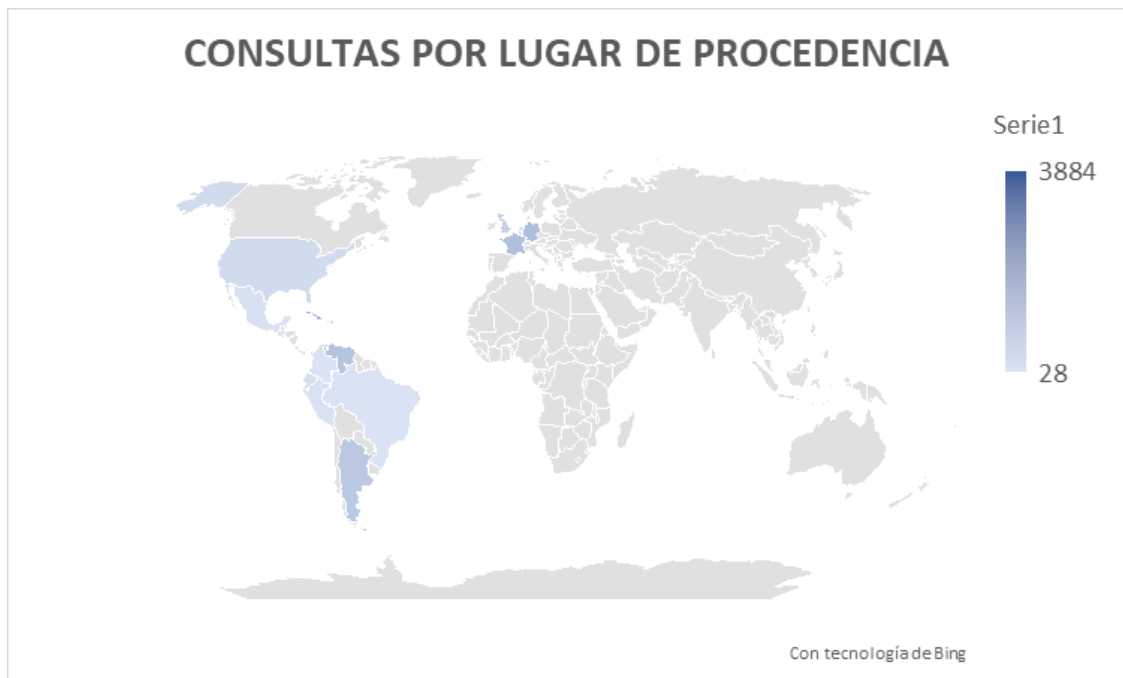 CONSULTAS POR LUGAR DE PROCEDENCIA
Serie1
3884
28
Con tecnología de Bing